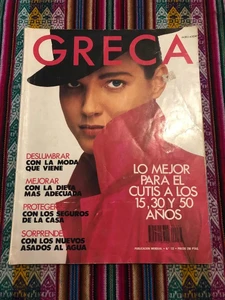 GRECA
DESLUMBRAR
CON LA MODA
QUE VIENE
MEJORAR
CON LA DIETA
MAS ADECUADA
PROTEGER
CON LOS SEGUROS
DE LA CASA
SORPRENDER
CON LOS NUEVOS
ASADOS AL AGUA
LO MEJOR
PARA EL
CUTIS A LOS
15, 30 Y 50
AÑOS